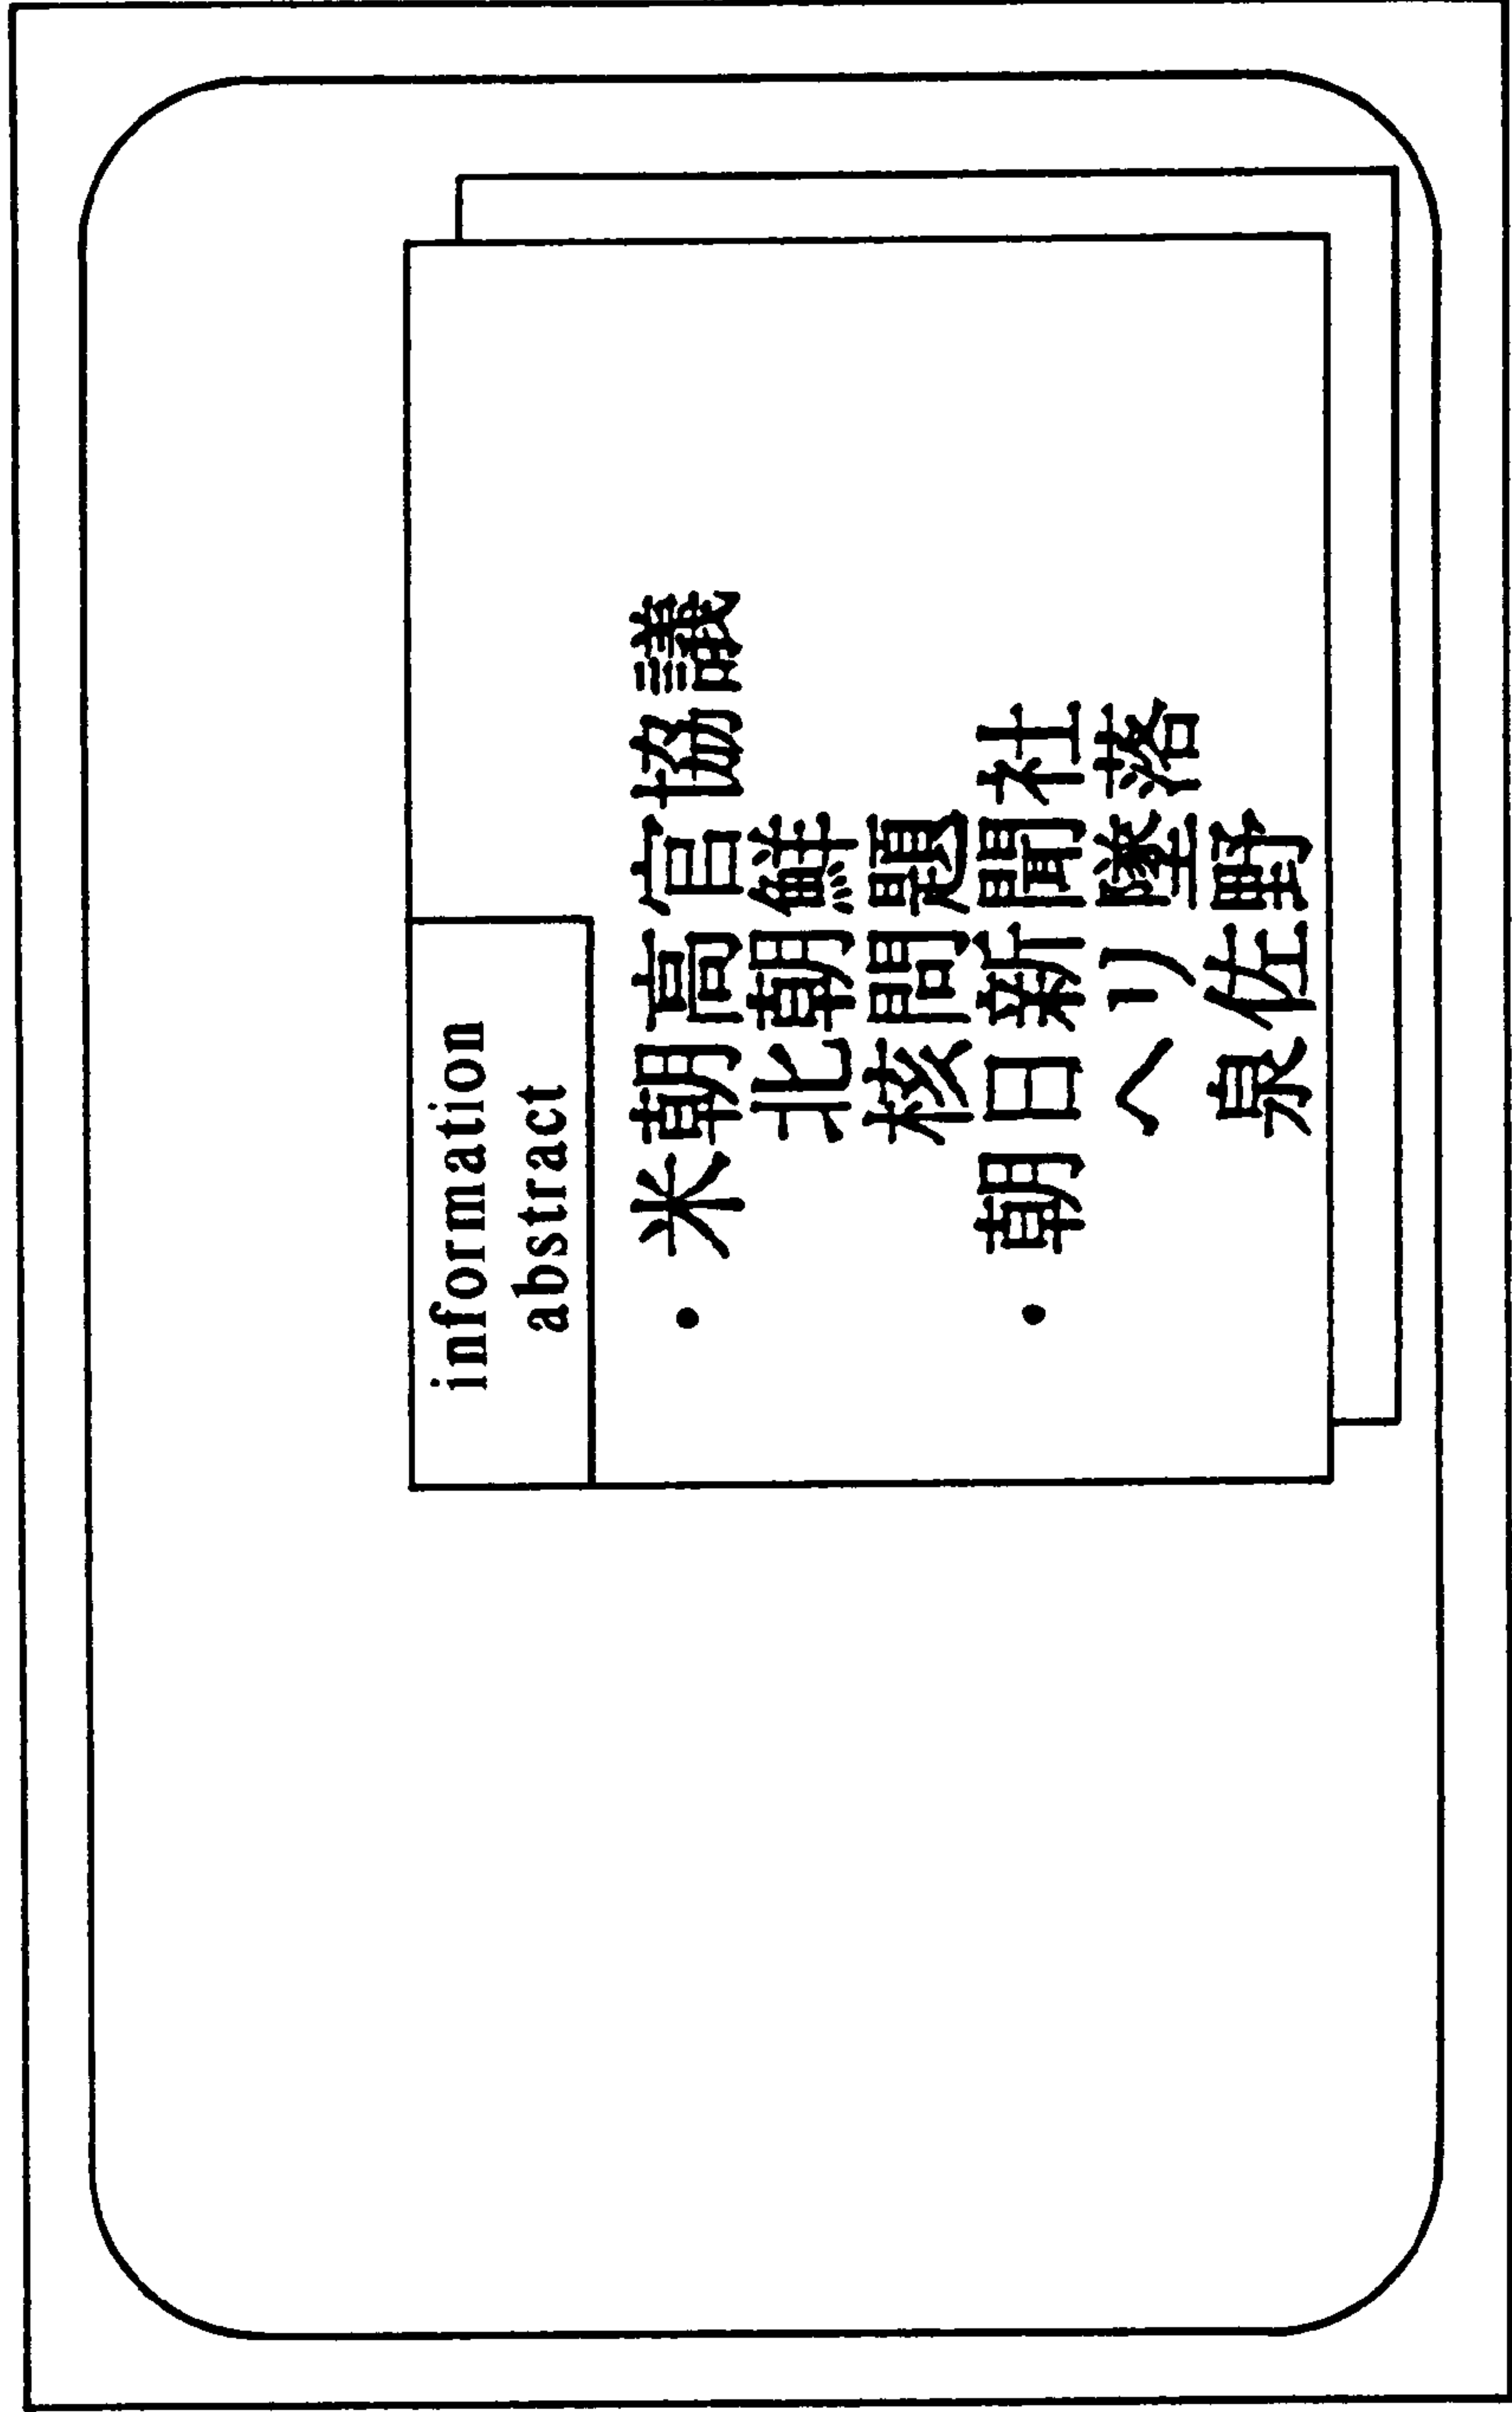 information
abstract
・米朝高官協議
北朝鮮
核問題
・朝日新聞社
ヘリ墜落
泉佐野